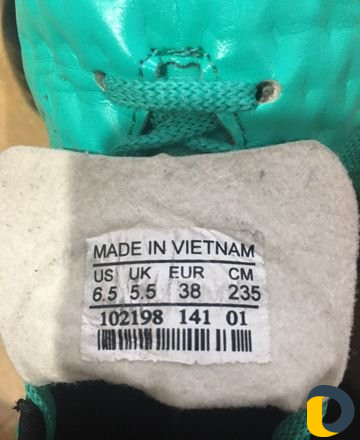 MADE IN VIETNAM
US UK EUR CM
6.5 5.5 38 235
102198 141 01